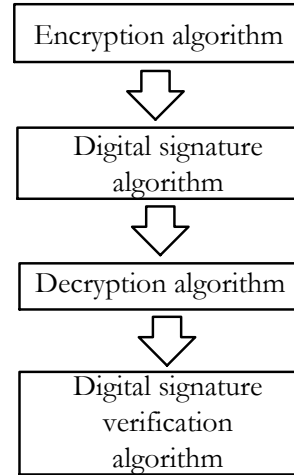 Encryption algorithm
Digital signature
algorithm
Decryption algorithm
Digital signature
verification
algorithm